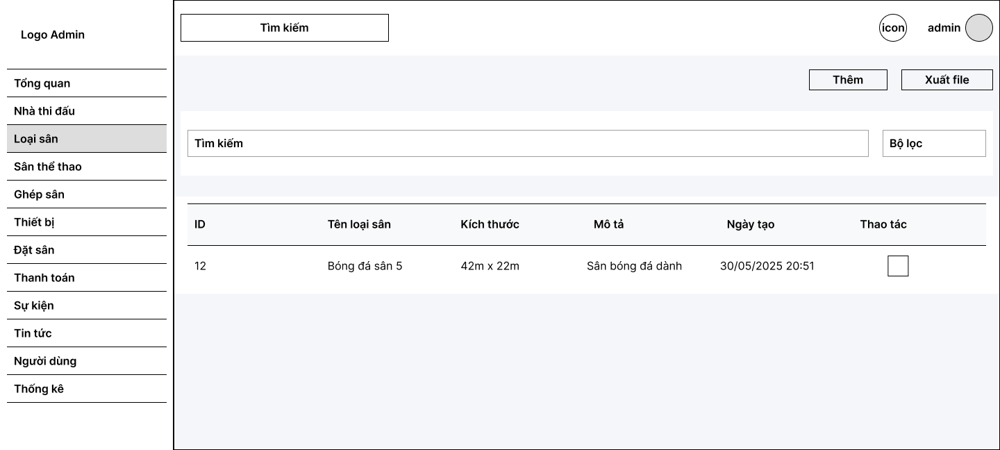 Logo Admin
Tổng quan
Nhà thi đấu
Loại sân
Sân thể thao
Ghép sân
Thiết bị
Đặt sân
Thanh toán
Sự kiện
Tin tức
Người dùng
Thống kê
Tìm kiếm
icon
admin
Thêm
Xuất file
Tìm kiếm
Bộ lọc
ID Tên loại sân Kích thước Mô tả Ngày tạo Thao tác
12 Bóng đá sân 5 42m x 22m Sân bóng đá dành 30/05/2025 20:51